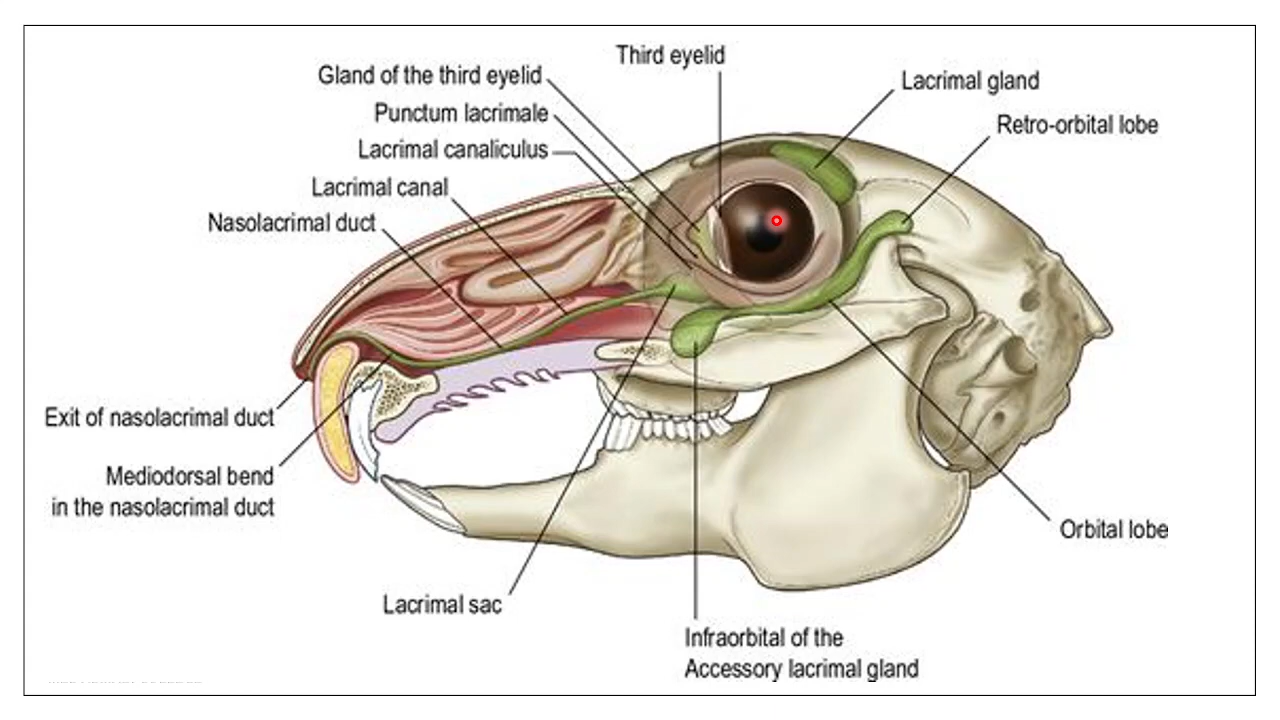 Third eyelid
Gland of the third eyelid
Lacrimal gland
Punctum lacrimale
Retro-orbital lobe
Lacrimal canaliculus
Lacrimal canal
Nasolacrimal duct
Exit of nasolacrimal duct
Mediodorsal bend
in the nasolacrimal duct
Orbital lobe
Lacrimal sac
Infraorbital of the
Accessory lacrimal gland